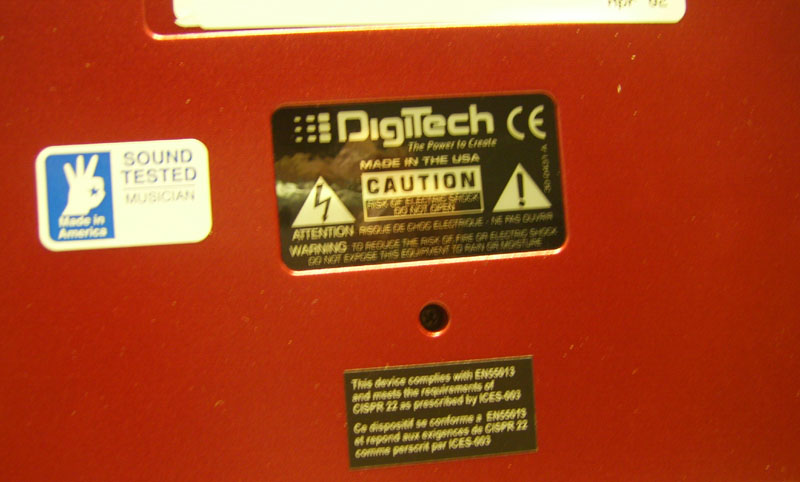 Apr 02
SOUND
TESTED
MUSICIAN
Made in
America
DigiTech
The Power to Create
CE
MADE IN THE USA
CAUTION
RISK OF ELECTRIC SHOCK
DO NOT OPEN
ATTENTION RISQUE DE CHOC ELECTRIQUE - NE PAS OUVRIR
WARNING TO REDUCE THE RISK OF FIRE OR ELECTRIC SHOCK
DO NOT EXPOSE THIS EQUIPMENT TO RAIN OR MOISTURE
This device complies with EN55013
and meets the requirements of
CISPR 22 as prescribed by ICES-003
Ce dispositif se conforme a EN55013
et repond aux exigences de CISPR 22
comme perscrit par ICES-003